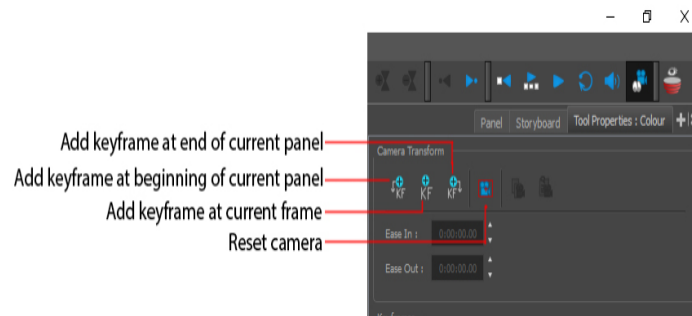 Panel Storyboard Tool Properties : Colour
Camera Transform
Add keyframe at end of current panel
Add keyframe at beginning of current panel
KF KF KF
Add keyframe at current frame
Reset camera
Ease In : 0:00:00.00
Ease Out : 0:00:00.00